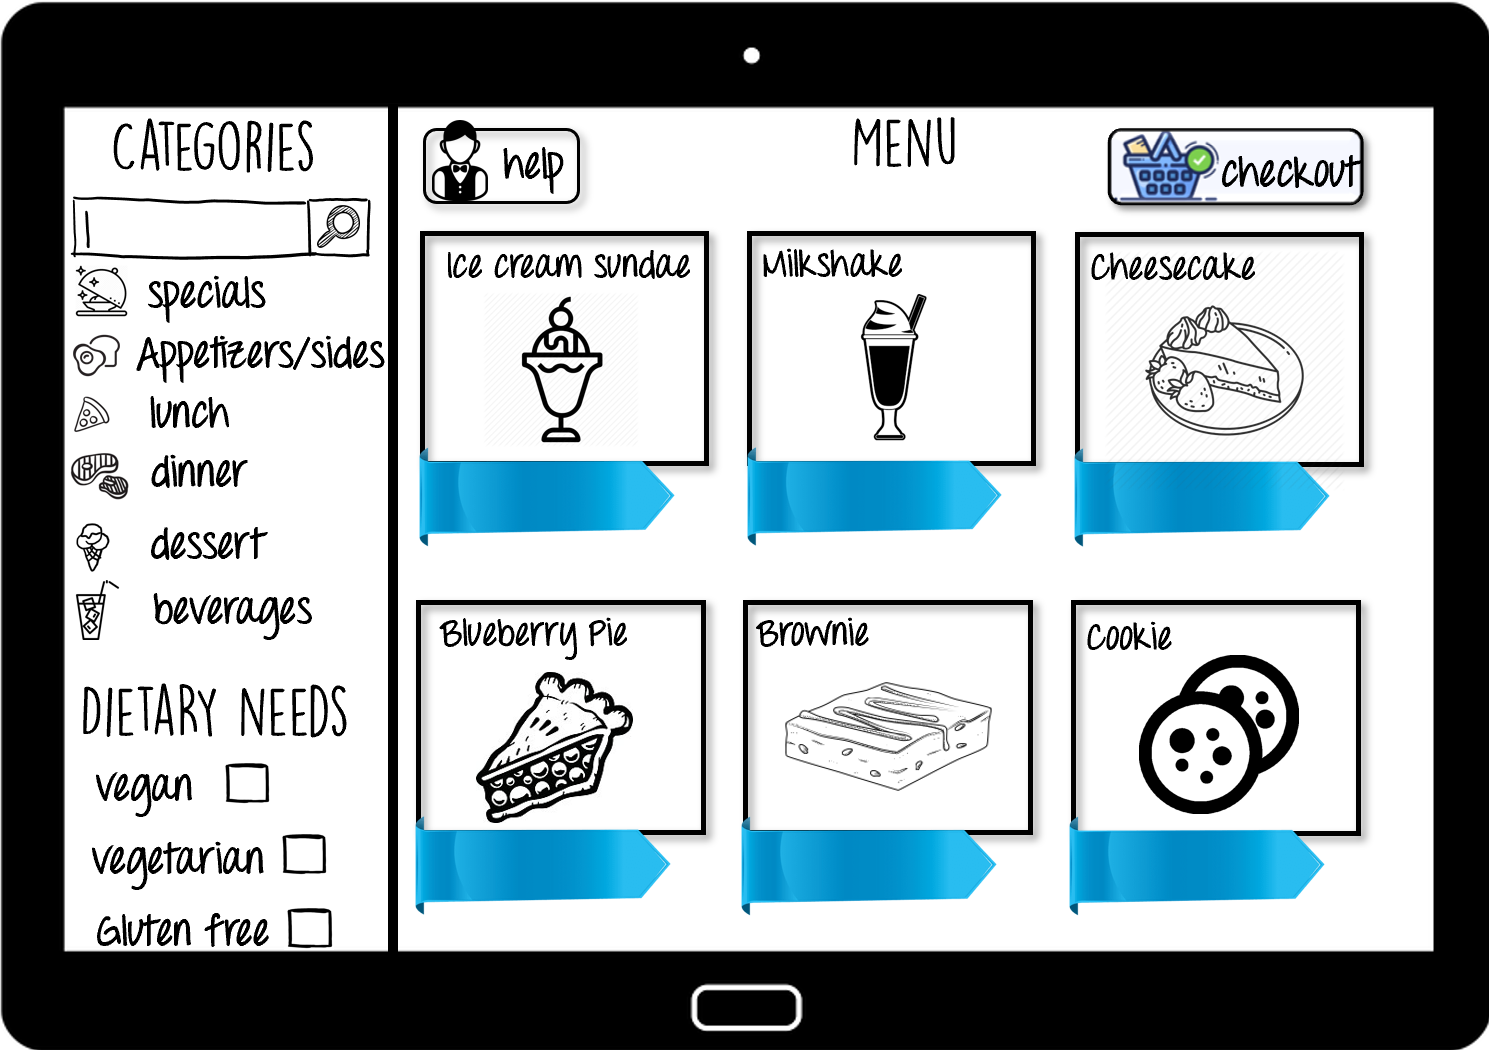 CATEGORIES
specials
Appetizers/sides
lunch
dinner
dessert
beverages
DIETARY NEEDS
vegan
vegetarian
Gluten free
help
MENU
checkout
Ice cream sundae
Milkshake
Cheesecake
Blueberry Pie
Brownie
Cookie